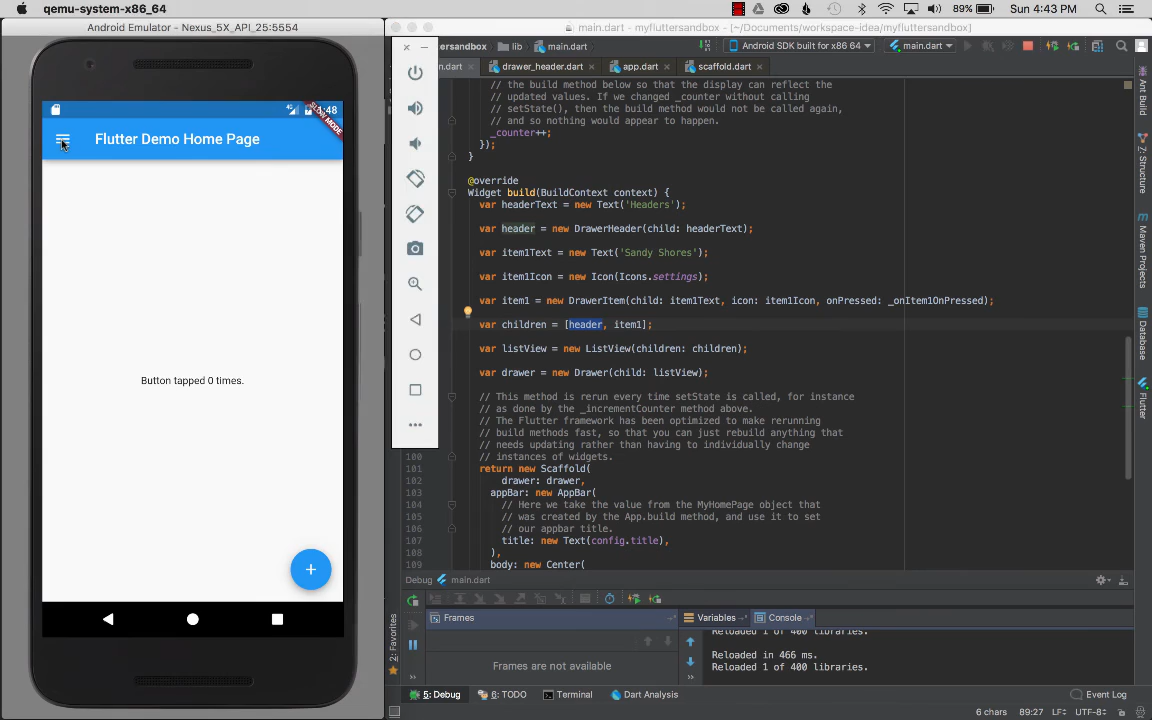 qemu-system-x86_64
89%
Sun 4:43 PM
Android Emulator - Nexus_5X_API_25:5554
main.dart - myfluttersandbox - [~/Documents/workspace-idea/myfluttersandbox]
ersandbox
lib
main.dart
Android SDK built for x86 64
main.dart
n.dart
drawer_header.dart
app.dart
scaffold.dart
:48
SLOW MODE
Flutter Demo Home Page
Button tapped 0 times.
+
// the build method below so that the display can reflect the
// updated values. If we changed _counter without calling
// setState(), then the build method would not be called again,
// and so nothing would appear to happen.
_counter++;
});
}
@override
Widget build(BuildContext context) {
var headerText = new Text('Headers');
var header = new DrawerHeader(child: headerText);
var item1Text = new Text('Sandy Shores');
var item1Icon = new Icon(Icons.settings);
var item1 = new DrawerItem(child: item1Text, icon: item1Icon, onPressed: _onItem1OnPressed);
var children = [header, item1];
var listView = new ListView(children: children);
var drawer = new Drawer(child: listView);
// This method is rerun every time setState is called, for instance
// as done by the _incrementCounter method above.
// The Flutter framework has been optimized to make rerunning
// build methods fast, so that you can just rebuild anything that
// needs updating rather than having to individually change
100 // instances of widgets.
101 return new Scaffold(
102 drawer: drawer,
103 appBar: new AppBar(
104 // Here we take the value from the MyHomePage object that
105 // was created by the App.build method, and use it to set
106 // our appbar title.
107 title: new Text(config.title),
108 ),
109 body: new Center(
Ant Build
7: Structure
Maven Projects
Database
Flutter
2: Favorites
Debug
main.dart
Frames
Variables
Console
Frames are not available
Reloaded 1 of 400 libraries.
Reloaded in 466 ms.
Reloaded 1 of 400 libraries.
5: Debug
6: TODO
Terminal
Dart Analysis
Event Log
6 chars
89:27
LF
UTF-8